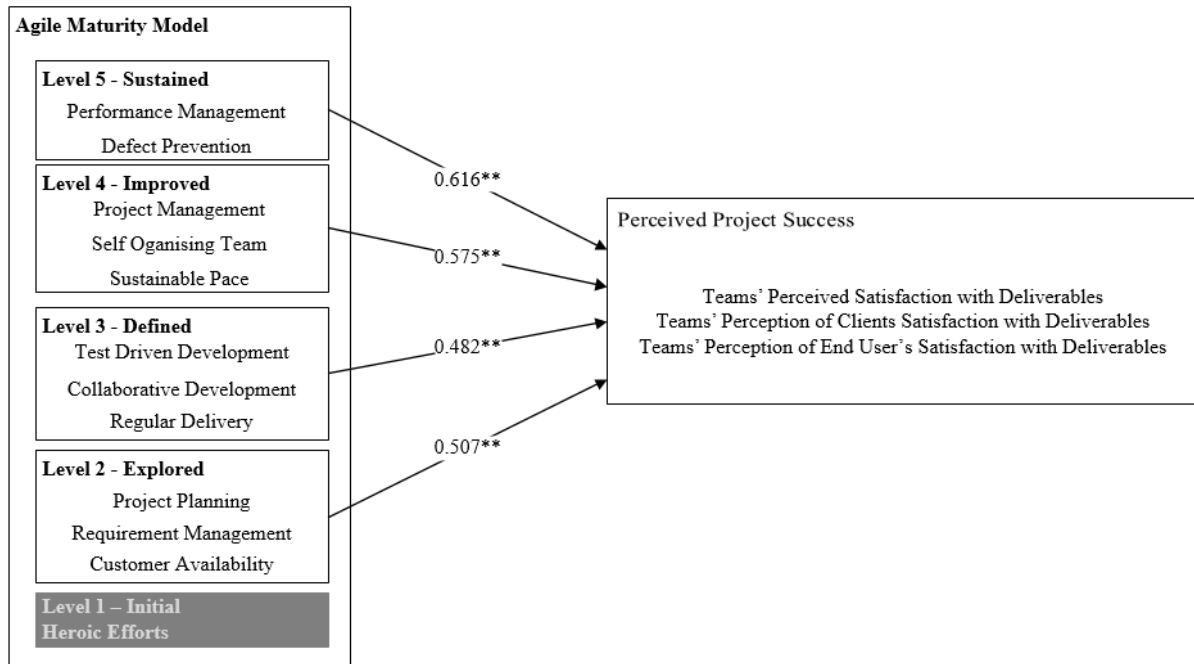 Agile Maturity Model
Level 5 - Sustained
Performance Management
Defect Prevention
Level 4 - Improved
Project Management
Self Oganising Team
Sustainable Pace
Level 3 - Defined
Test Driven Development
Collaborative Development
Regular Delivery
Level 2 - Explored
Project Planning
Requirement Management
Customer Availability
Level 1 – Initial
Heroic Efforts
0.616**
0.575**
0.482**
0.507**
Perceived Project Success
Teams’ Perceived Satisfaction with Deliverables
Teams’ Perception of Clients Satisfaction with Deliverables
Teams’ Perception of End User’s Satisfaction with Deliverables